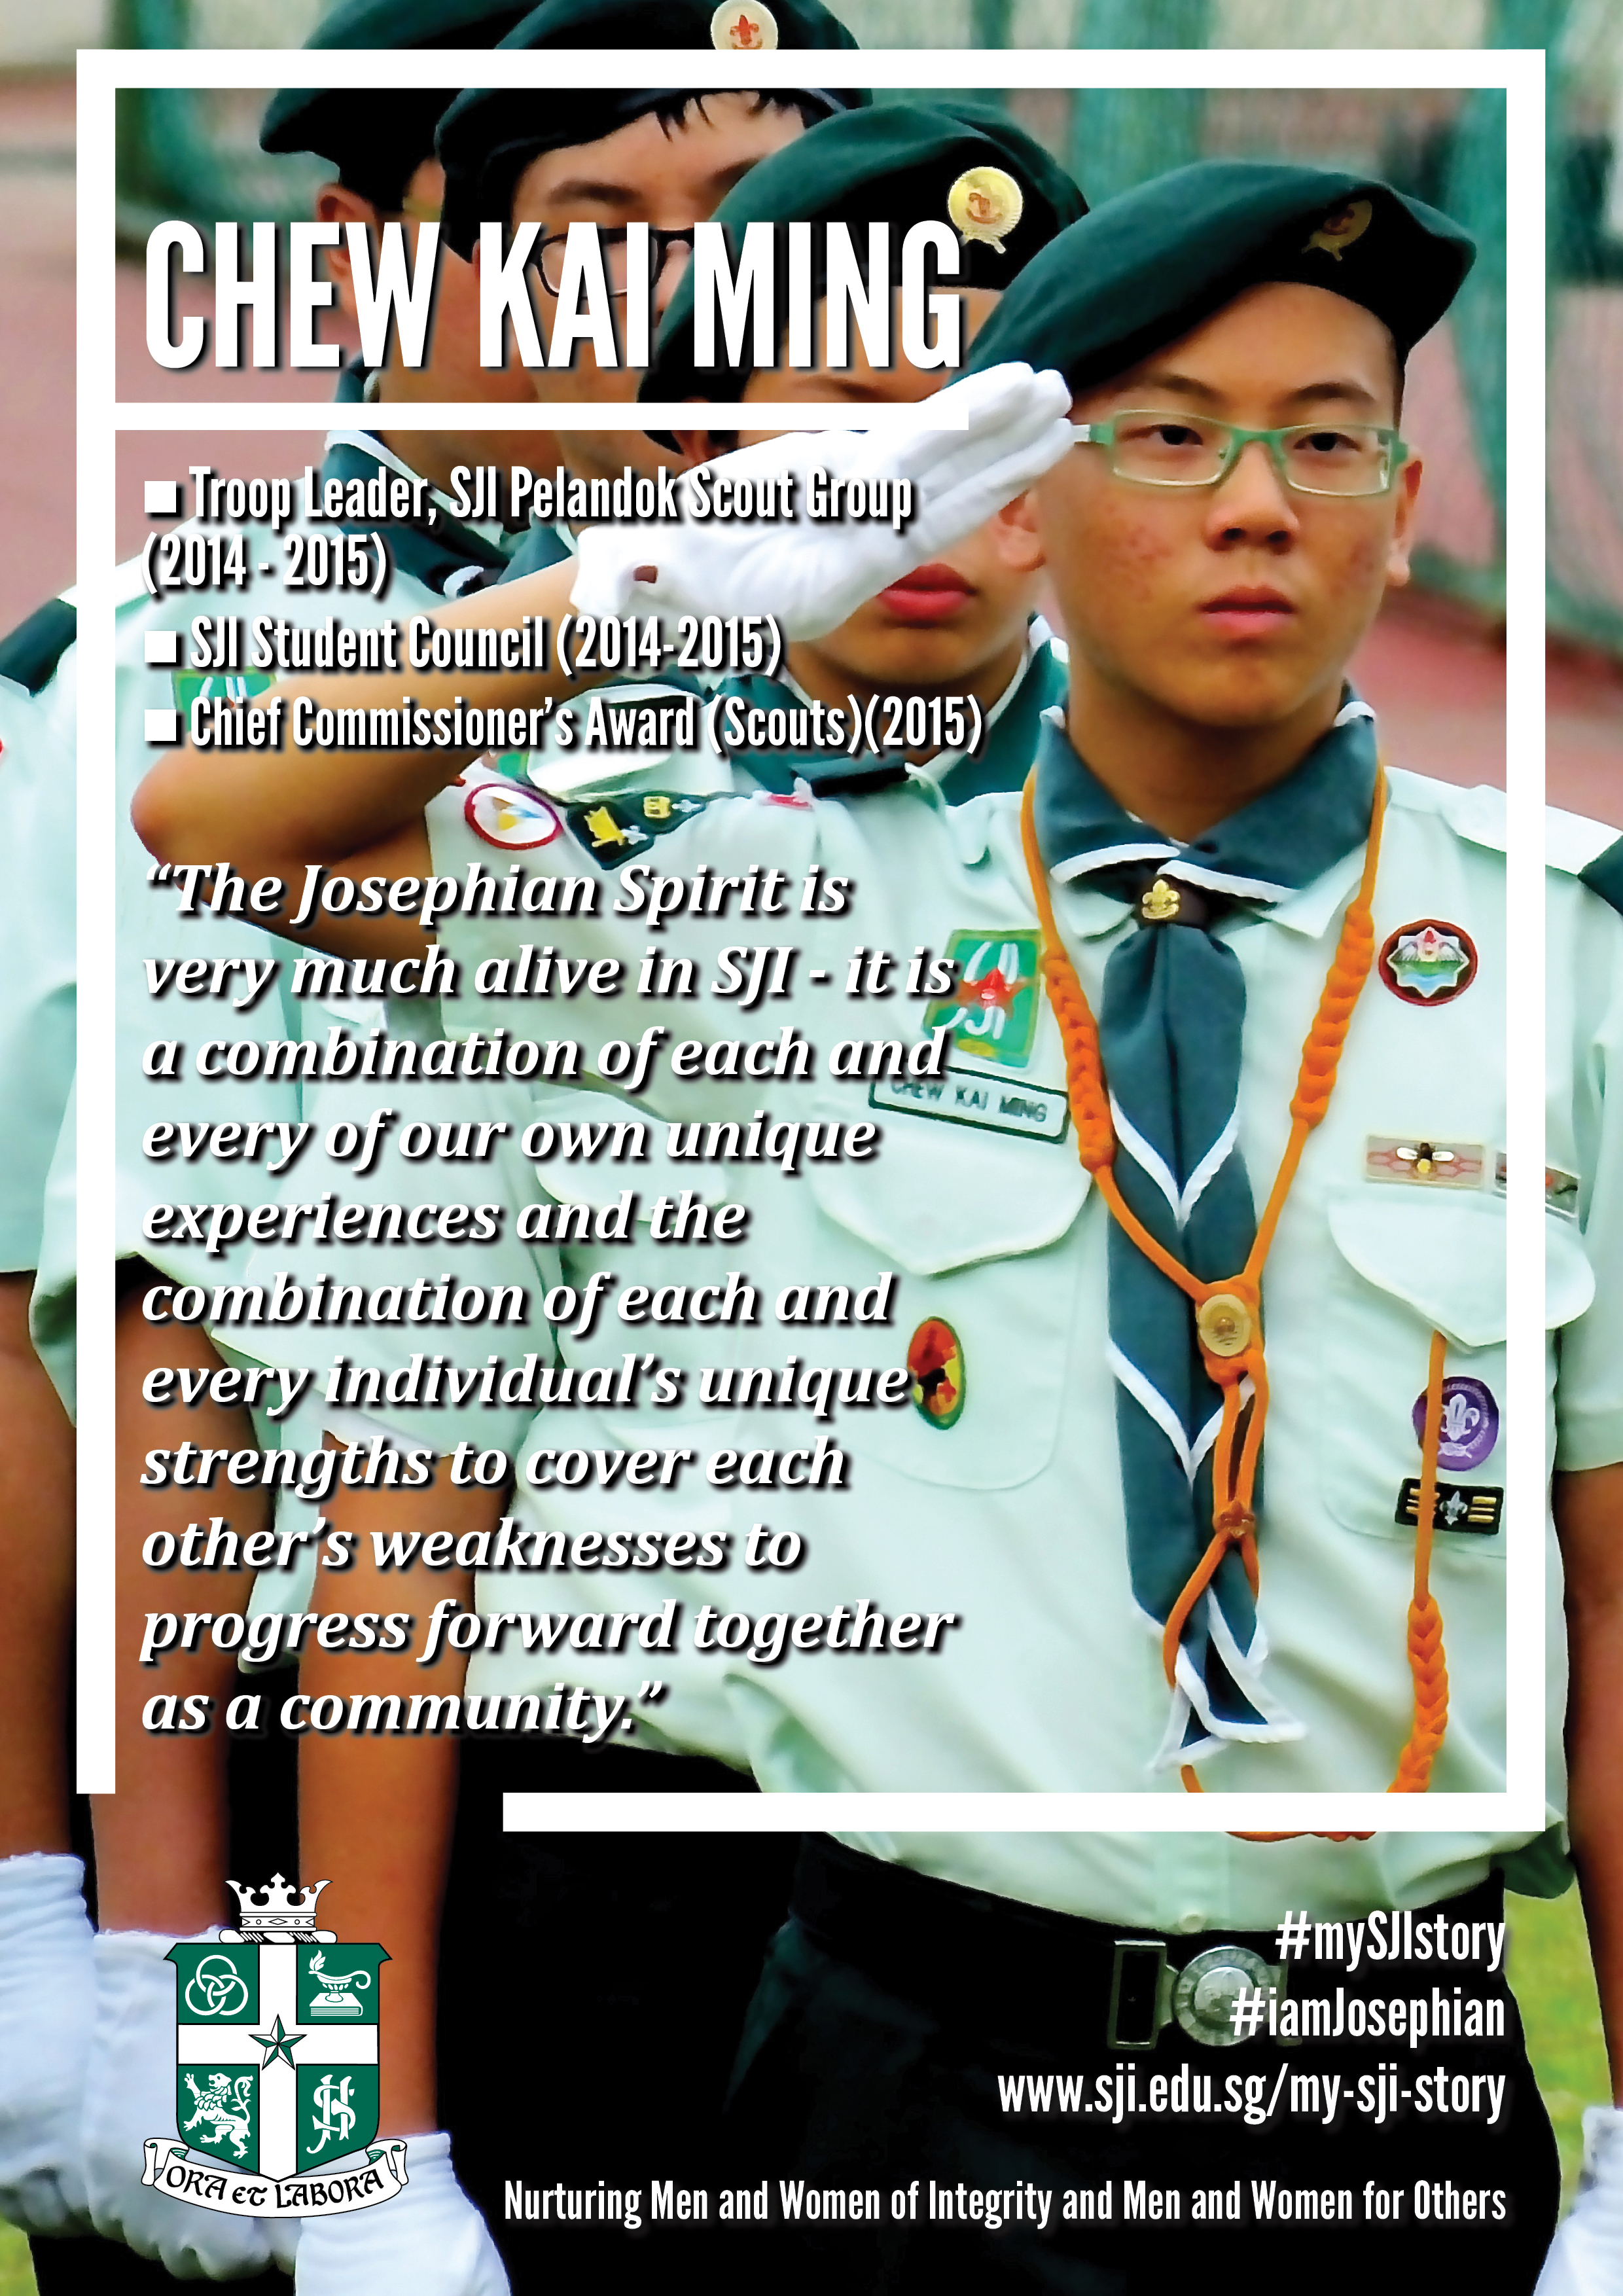 CHEW KAI MING
■ Troop Leader, SJI Pelandok Scout Group
(2014 - 2015)
■ SJI Student Council (2014-2015)
■ Chief Commissioner’s Award (Scouts)(2015)
“The Josephian Spirit is
very much alive in SJI - it is
a combination of each and
every of our own unique
experiences and the
combination of each and
every individual’s unique
strengths to cover each
other’s weaknesses to
progress forward together
as a community.”
SJI
CHEW KAI MING
#mySJIstory
#iamJosephian
www.sji.edu.sg/my-sji-story
ORA ET LABORA
Nurturing Men and Women of Integrity and Men and Women for Others